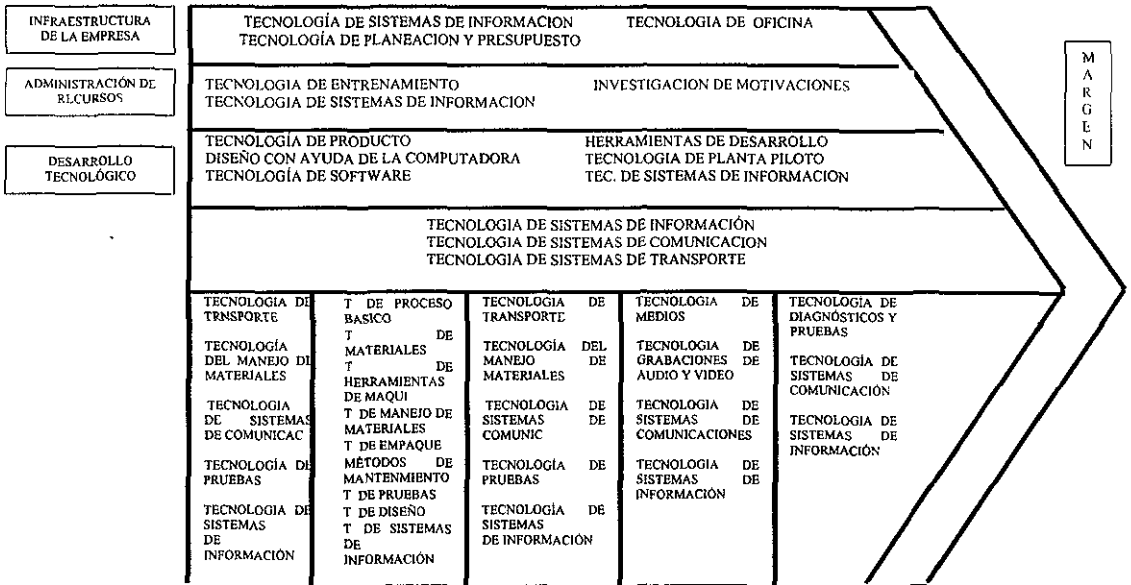 INFRAESTRUCTURA
DE LA EMPRESA
TECNOLOGÍA DE SISTEMAS DE INFORMACION
TECNOLOGIA DE OFICINA
TECNOLOGÍA DE PLANEACION Y PRESUPUESTO
ADMINISTRACIÓN DE
RECURSOS
TECNOLOGIA DE ENTRENAMIENTO
INVESTIGACION DE MOTIVACIONES
TECNOLOGIA DE SISTEMAS DE INFORMACION
DESARROLLO
TECNOLÓGICO
TECNOLOGÍA DE PRODUCTO
HERRAMIENTAS DE DESARROLLO
DISEÑO CON AYUDA DE LA COMPUTADORA
TECNOLOGIA DE PLANTA PILOTO
TECNOLOGÍA DE SOFTWARE
TEC. DE SISTEMAS DE INFORMACION
TECNOLOGIA DE SISTEMAS DE INFORMACIÓN
TECNOLOGIA DE SISTEMAS DE COMUNICACION
TECNOLOGIA DE SISTEMAS DE TRANSPORTE
TECNOLOGIA DE
TRNSPORTE
TECNOLOGÍA
DEL MANEJO DE
MATERIALES
TECNOLOGIA
DE SISTEMAS
DE COMUNICAC
TECNOLOGÍA DE
PRUEBAS
TECNOLOGIA DE
SISTEMAS
DE
INFORMACIÓN
T DE PROCESO
BASICO
T DE
MATERIALES
T DE
HERRAMIENTAS
DE MAQUI
T DE MANEJO DE
MATERIALES
T DE EMPAQUE
MÉTODOS DE
MANTENMIENTO
T DE PRUEBAS
T DE DISEÑO
T DE SISTEMAS
DE
INFORMACIÓN
TECNOLOGIA DE
TRANSPORTE
TECNOLOGÍA DEL
MANEJO DE
MATERIALES
TECNOLOGIA DE
SISTEMAS DE
COMUNIC
TECNOLOGÍA DE
PRUEBAS
TECNOLOGÍA DE
SISTEMAS
DE INFORMACIÓN
TECNOLOGIA DE
MEDIOS
TECNOLOGIA DE
GRABACIONES DE
AUDIO Y VIDEO
TECNOLOGIA DE
SISTEMAS DE
COMUNICACIONES
TECNOLOGIA DE
SISTEMAS DE
INFORMACIÓN
TECNOLOGÍA DE
DIAGNÓSTICOS Y
PRUEBAS
TECNOLOGÍA DE
SISTEMAS DE
COMUNICACIÓN
TECNOLOGIA DE
SISTEMAS DE
INFORMACIÓN
MARGEN